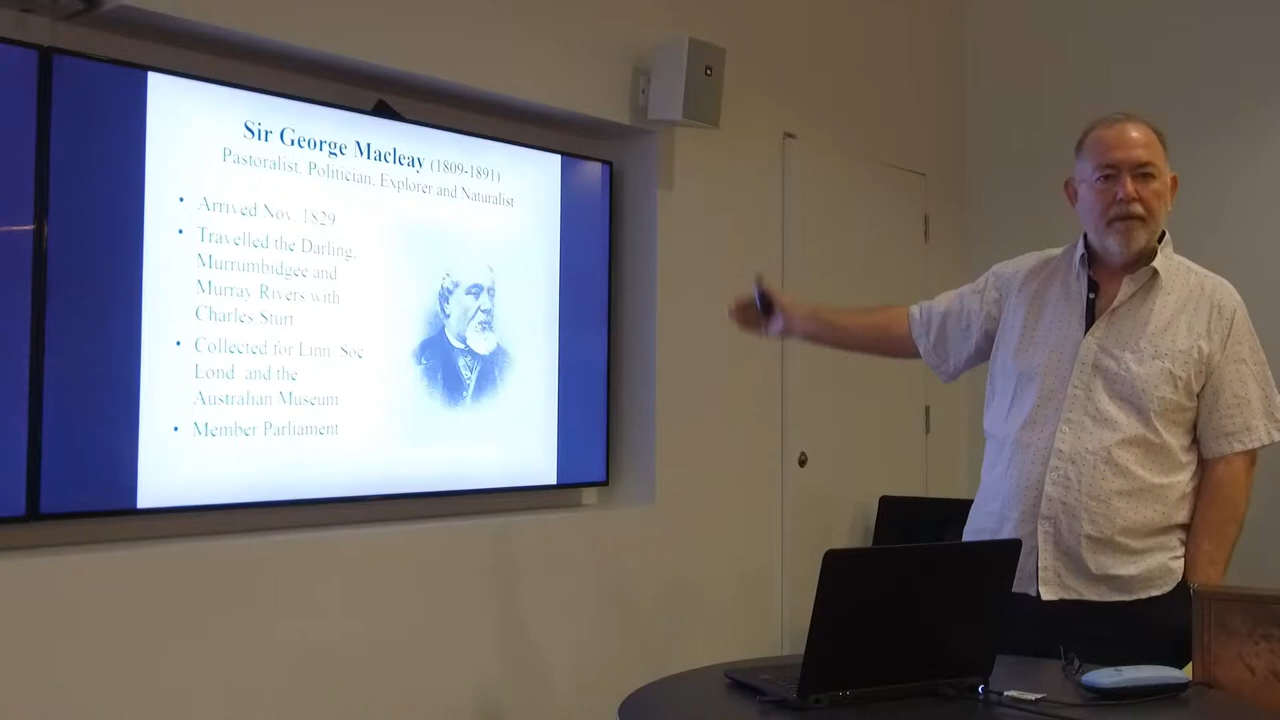 Sir George Macleay (1809-1891)
Pastoralist, Politician, Explorer and Naturalist
• Arrived Nov. 1829
• Travelled the Darling,
Murrumbidgee and
Murray Rivers with
Charles Sturt
• Collected for Linn. Soc
Lond. and the
Australian Museum
• Member Parliament